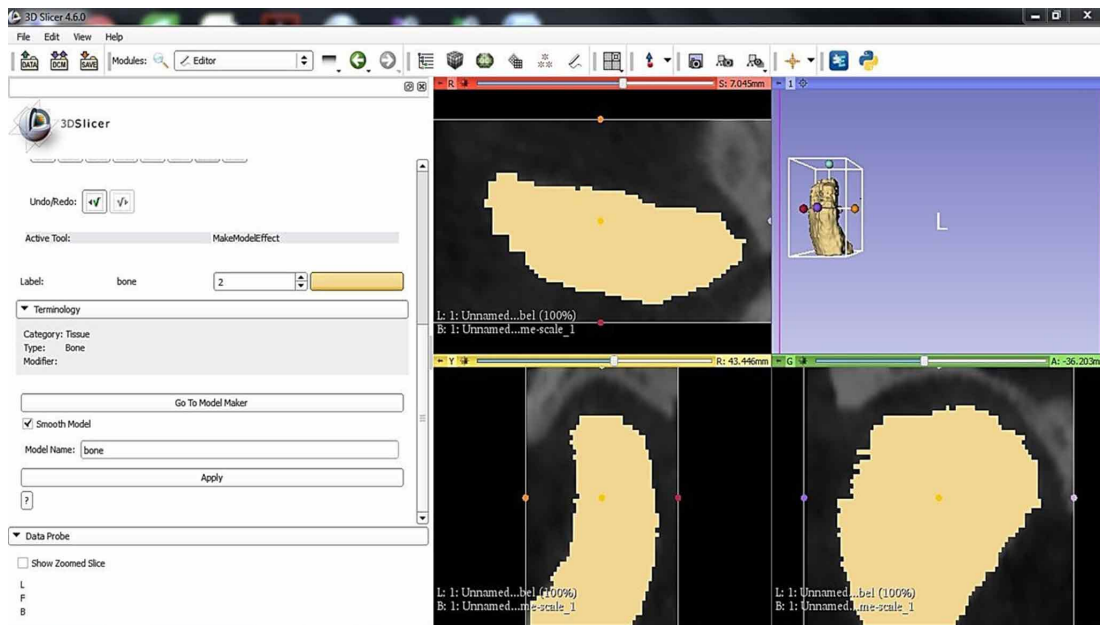 3D Slicer 4.6.0
File Edit View Help
DATA DCM SAVE Modules: Editor
3DSlicer
Undo/Redo:
Active Tool: MakeModelEffect
Label: bone 2
Terminology
Category: Tissue
Type: Bone
Modifier:
Go To Model Maker
Smooth Model
Model Name: bone
Apply
?
Data Probe
Show Zoomed Slice
L
F
B
R S: 7.045mm
L: 1: Unnamed...bel (100%)
B: 1: Unnamed...me-scale_1
1
L
Y R: 43.446mm
L: 1: Unnamed...bel (100%)
B: 1: Unnamed...me-scale_1
G A: -36.203m
L: 1: Unnamed...bel (100%)
B: 1: Unnamed...me-scale_1